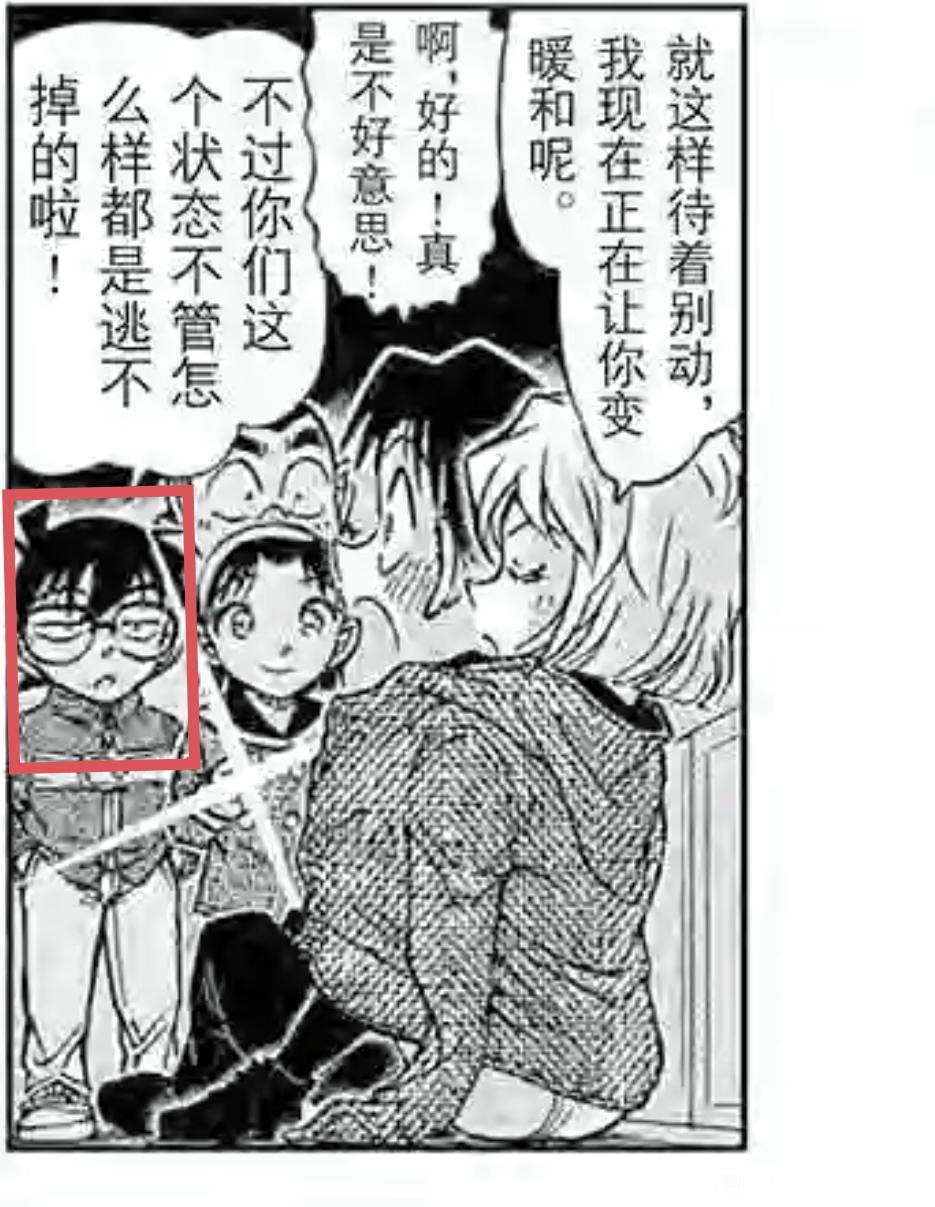 就这样待着别动，
我现在正在让你变
暖和呢。
啊，好的！真
是不好意思！
不过你们这
个状态不管怎
么样都是逃不
掉的啦！